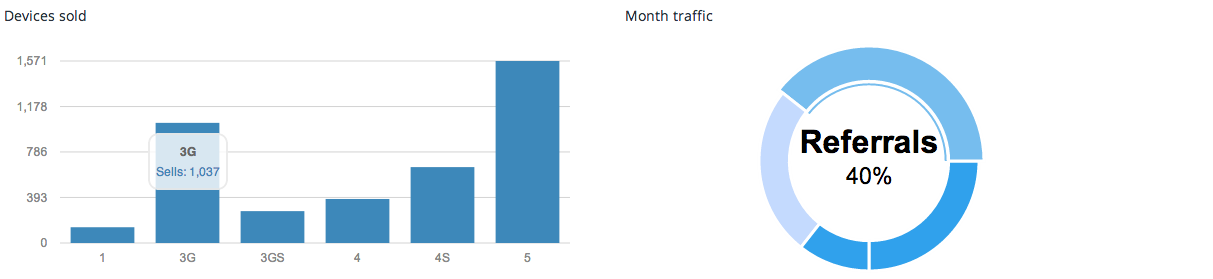 Devices sold
1,571
1,178
786
393
0
3G
Sells: 1,037
1 3G 3GS 4 4S 5
Month traffic
Referrals
40%